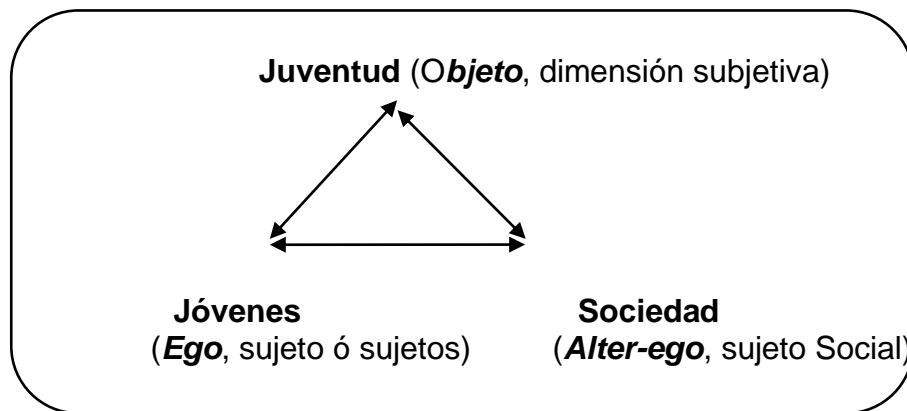 Juventud (Objeto, dimensión subjetiva)
Jóvenes Sociedad
(Ego, sujeto ó sujetos) (Alter-ego, sujeto Social)